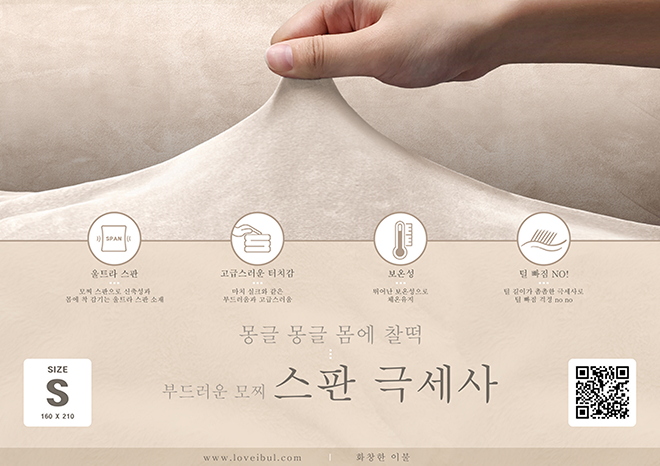 SPAN
울트라 스판
모찌 스판으로 신축성과
몸에 착 감기는 울트라 스판 소재
고급스러운 터치감
마치 실크와 같은
부드러움과 고급스러움
보온성
뛰어난 보온성으로
체온유지
털 빠짐 NO!
털 길이가 촘촘한 극세사로
털 빠짐 걱정 no no
몽글 몽글 몸에 찰떡
부드러운 모찌 스판 극세사
SIZE
S
160 X 210
www.loveibul.com | 화창한 이불